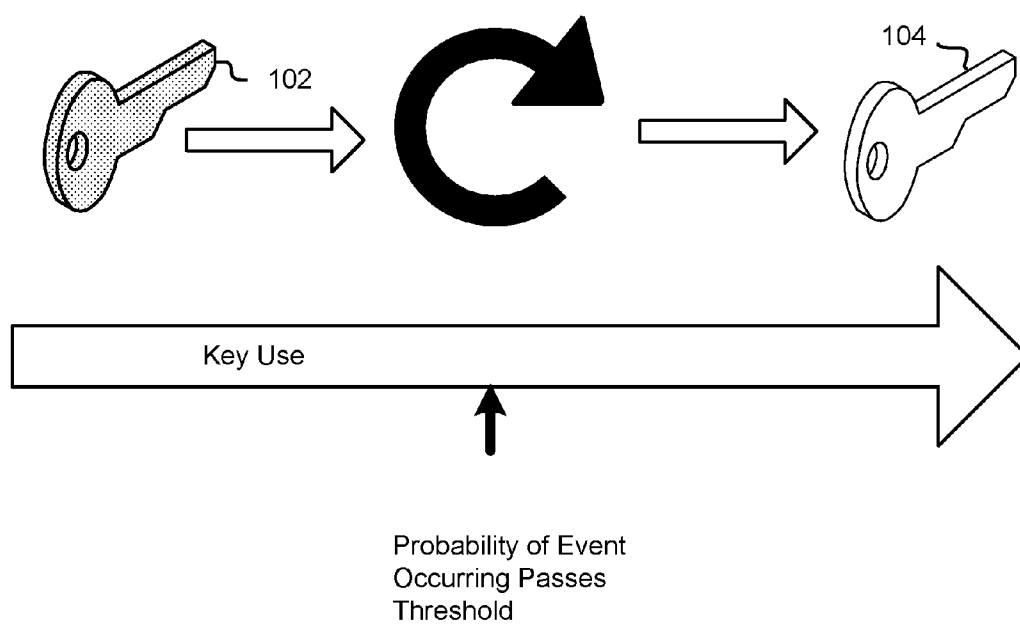 102
104
Key Use
Probability of Event
Occurring Passes
Threshold